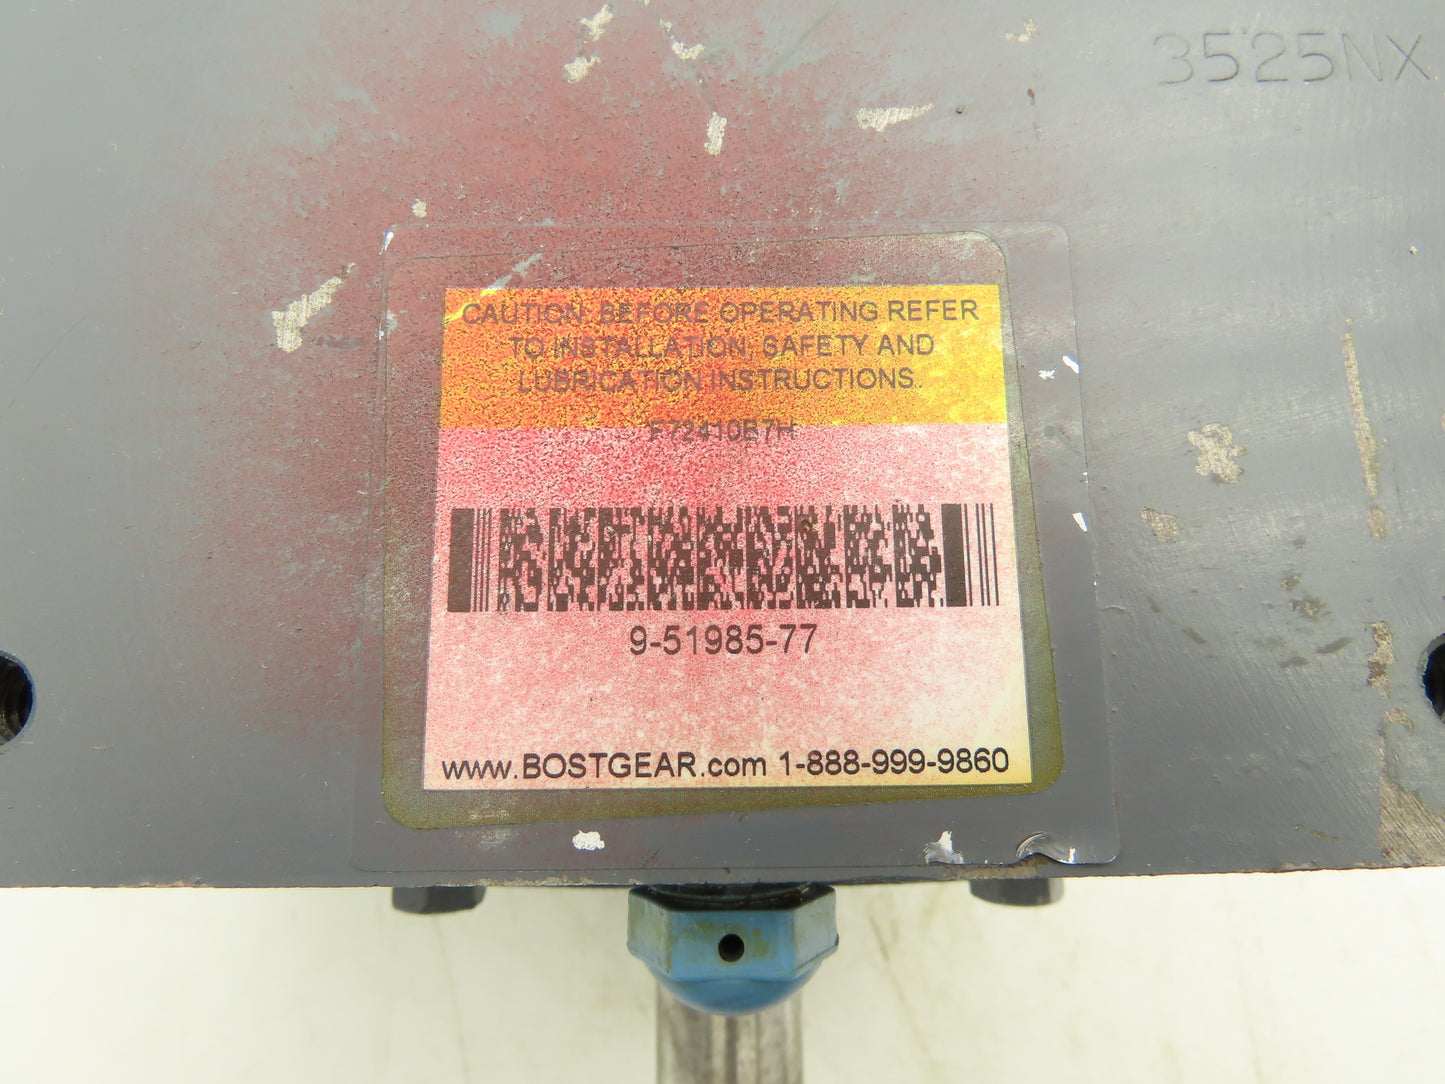 3525NX
CAUTION. BEFORE OPERATING REFER
TO INSTALLATION, SAFETY AND
LUBRICATION INSTRUCTIONS.
F72410B7H
9-51985-77
www.BOSTGEAR.com 1-888-999-9860